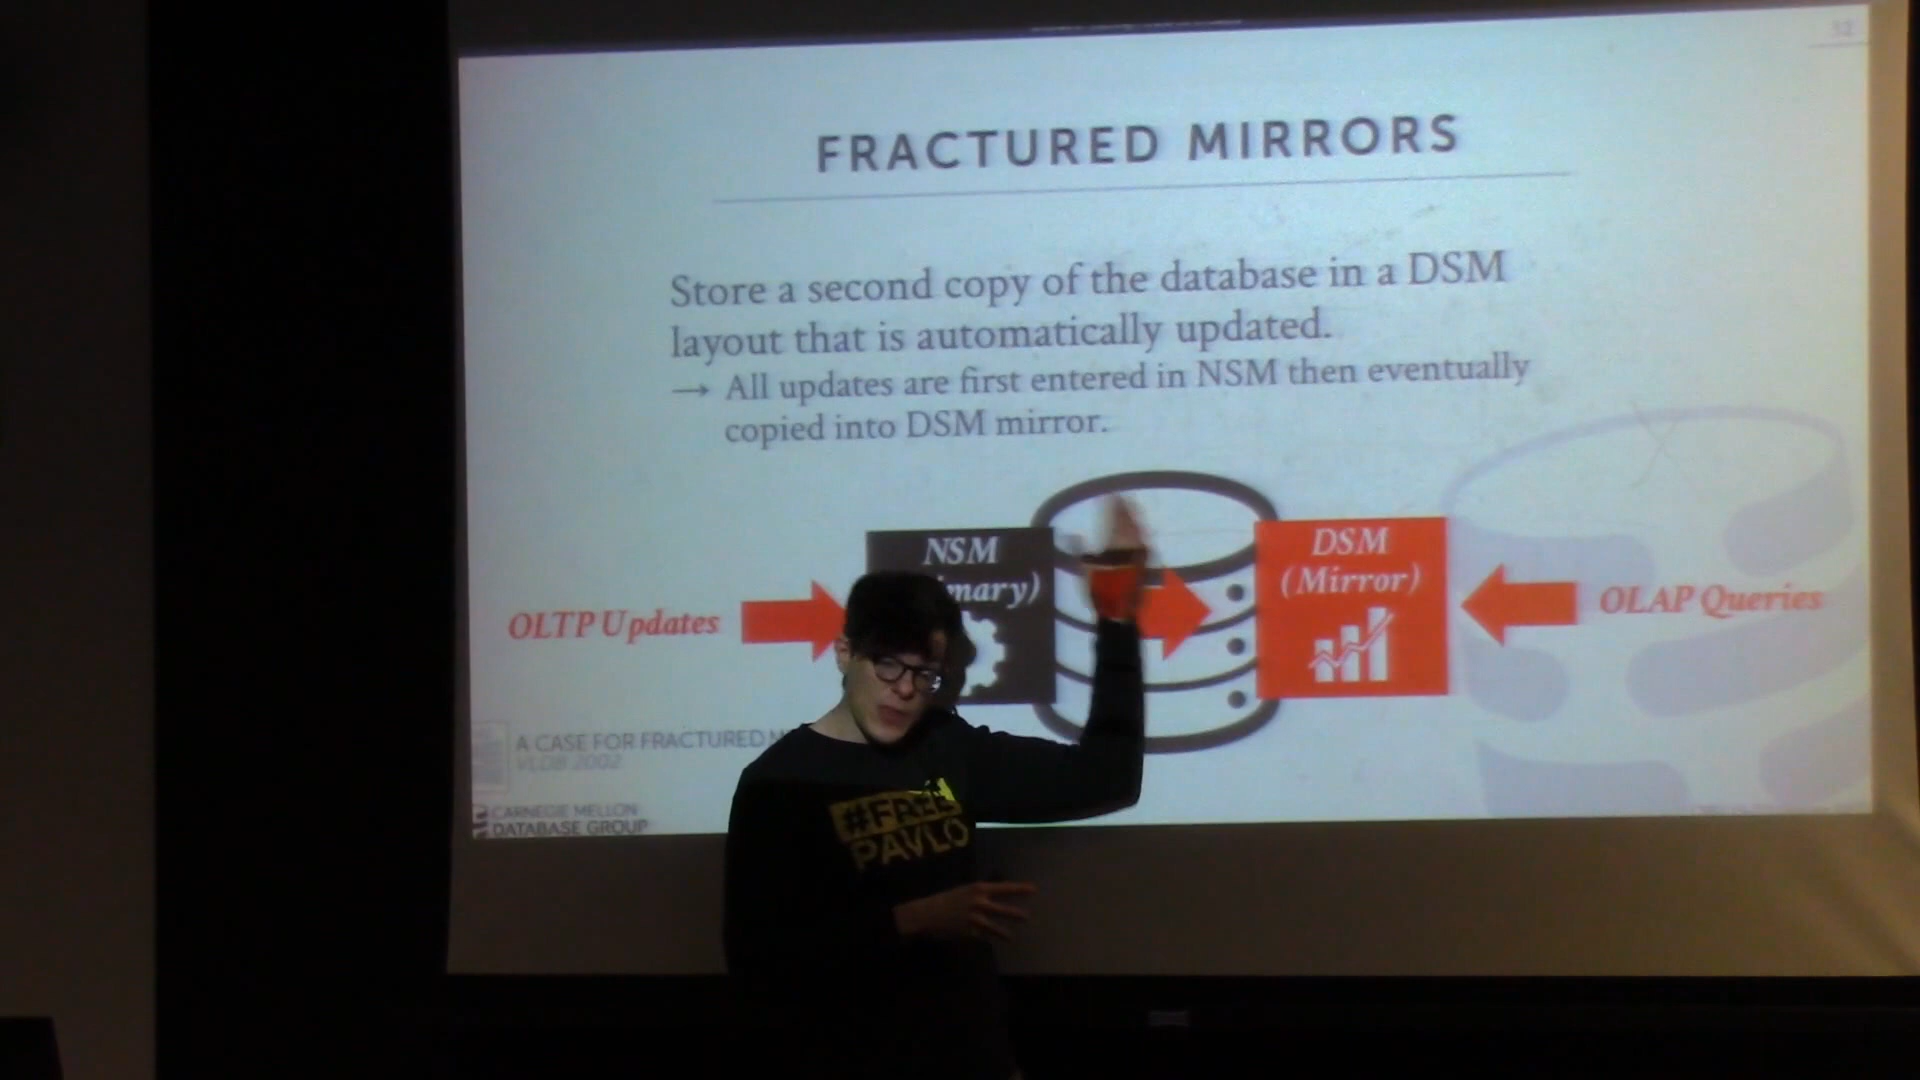 32
FRACTURED MIRRORS
Store a second copy of the database in a DSM
layout that is automatically updated.
→ All updates are first entered in NSM then eventually
copied into DSM mirror.
NSM
mary)
DSM
(Mirror)
OLTP Updates
OLAP Queries
A CASE FOR FRACTURED
VLDB 2002
CARNEGIE MELLON
DATABASE GROUP
#FREE
PAVLO